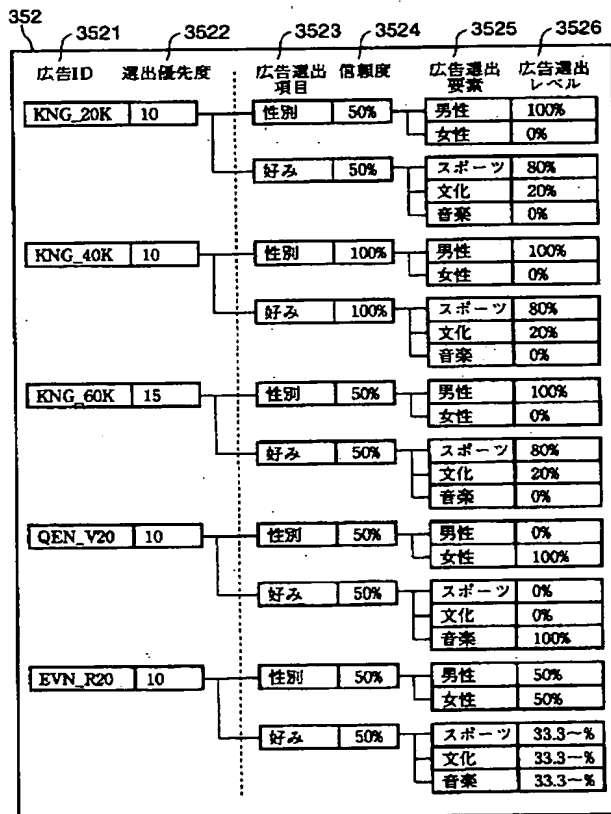 352
3521
3522
3523
3524
3525
3526
広告ID 選出優先度 広告選出項目 信頼度 広告選出要素 広告選出レベル
KNG_20K 10 性別 50% 男性 100%
女性 0%
好み 50% スポーツ 80%
文化 20%
音楽 0%
KNG_40K 10 性別 100% 男性 100%
女性 0%
好み 100% スポーツ 80%
文化 20%
音楽 0%
KNG_60K 15 性別 50% 男性 100%
女性 0%
好み 50% スポーツ 80%
文化 20%
音楽 0%
QEN_V20 10 性別 50% 男性 0%
女性 100%
好み 50% スポーツ 0%
文化 0%
音楽 100%
EVN_R20 10 性別 50% 男性 50%
女性 50%
好み 50% スポーツ 33.3~%
文化 33.3~%
音楽 33.3~%